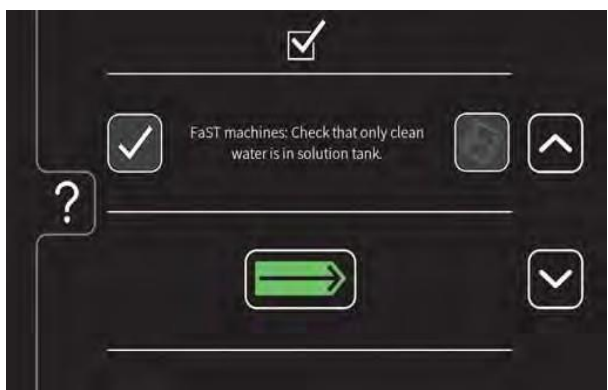 FaST machines: Check that only clean
water is in solution tank.
?